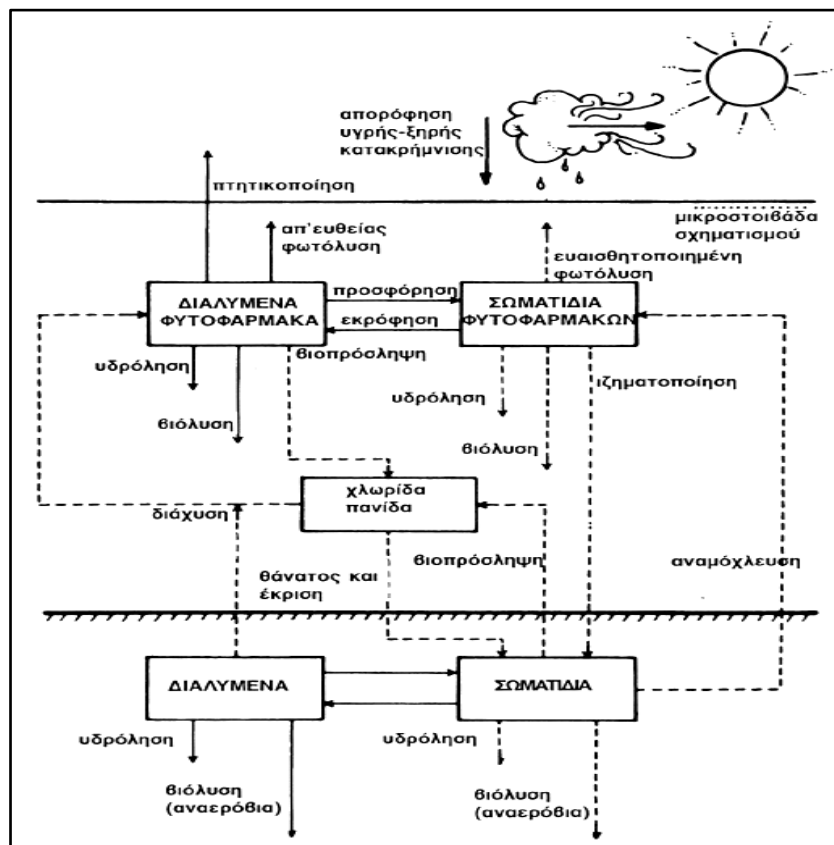 απορόφηση
υγρής-ξηρής
κατακρήμνισης
πτητικοποίηση
μικροστοιβάδα
σχηματισμού
απ'ευθείας
φωτόλυση
ευαισθητοποιημένη
φωτόλυση
ΔΙΑΛΥΜΕΝΑ
ΦΥΤΟΦΑΡΜΑΚΑ
προσφόρηση
εκρόφηση
ΣΩΜΑΤΙΔΙΑ
ΦΥΤΟΦΑΡΜΑΚΩΝ
υδρόληση
βιοπρόσληψη
ιζηματοποίηση
υδρόληση
βιόλυση
βιόλυση
χλωρίδα
πανίδα
διάχυση
βιοπρόσληψη
αναμόχλευση
θάνατος και
έκριση
ΔΙΑΛΥΜΕΝΑ
ΣΩΜΑΤΙΔΙΑ
υδρόληση
υδρόληση
βιόλυση
(αναερόβια)
βιόλυση
(αναερόβια)